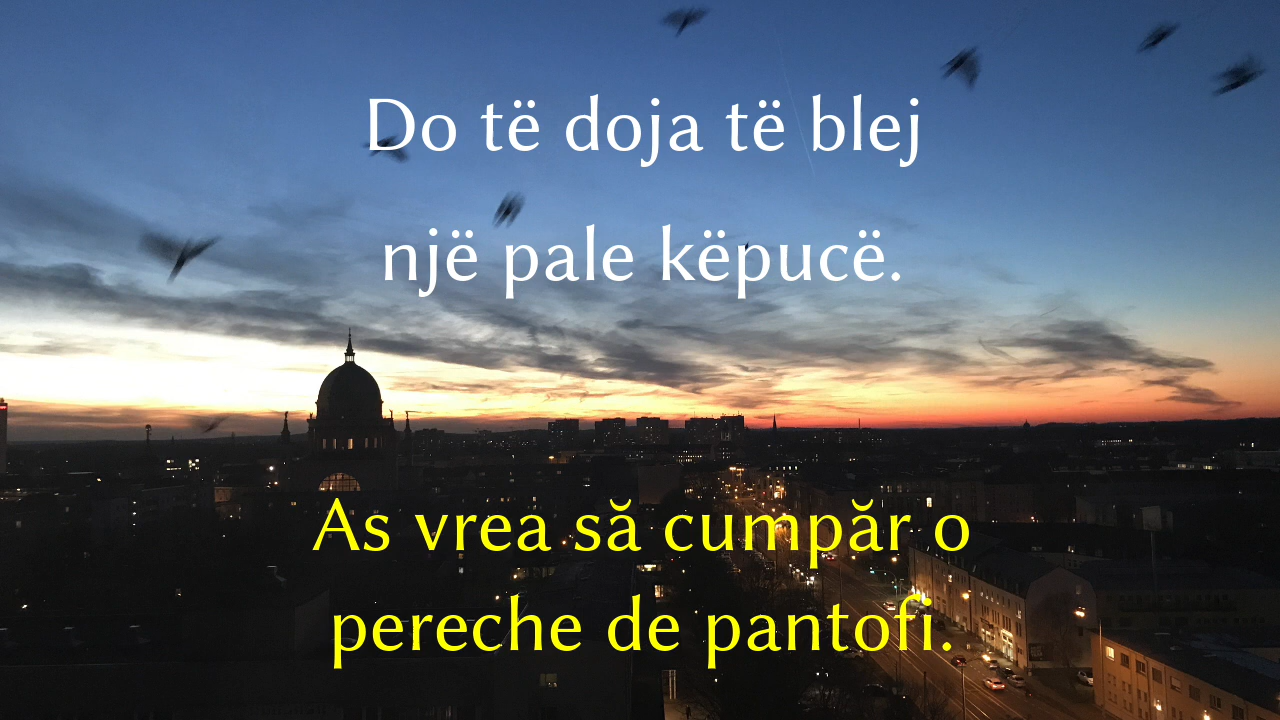 Do të doja të blej
një pale këpucë.
As vrea să cumpăr o
pereche de pantofi.